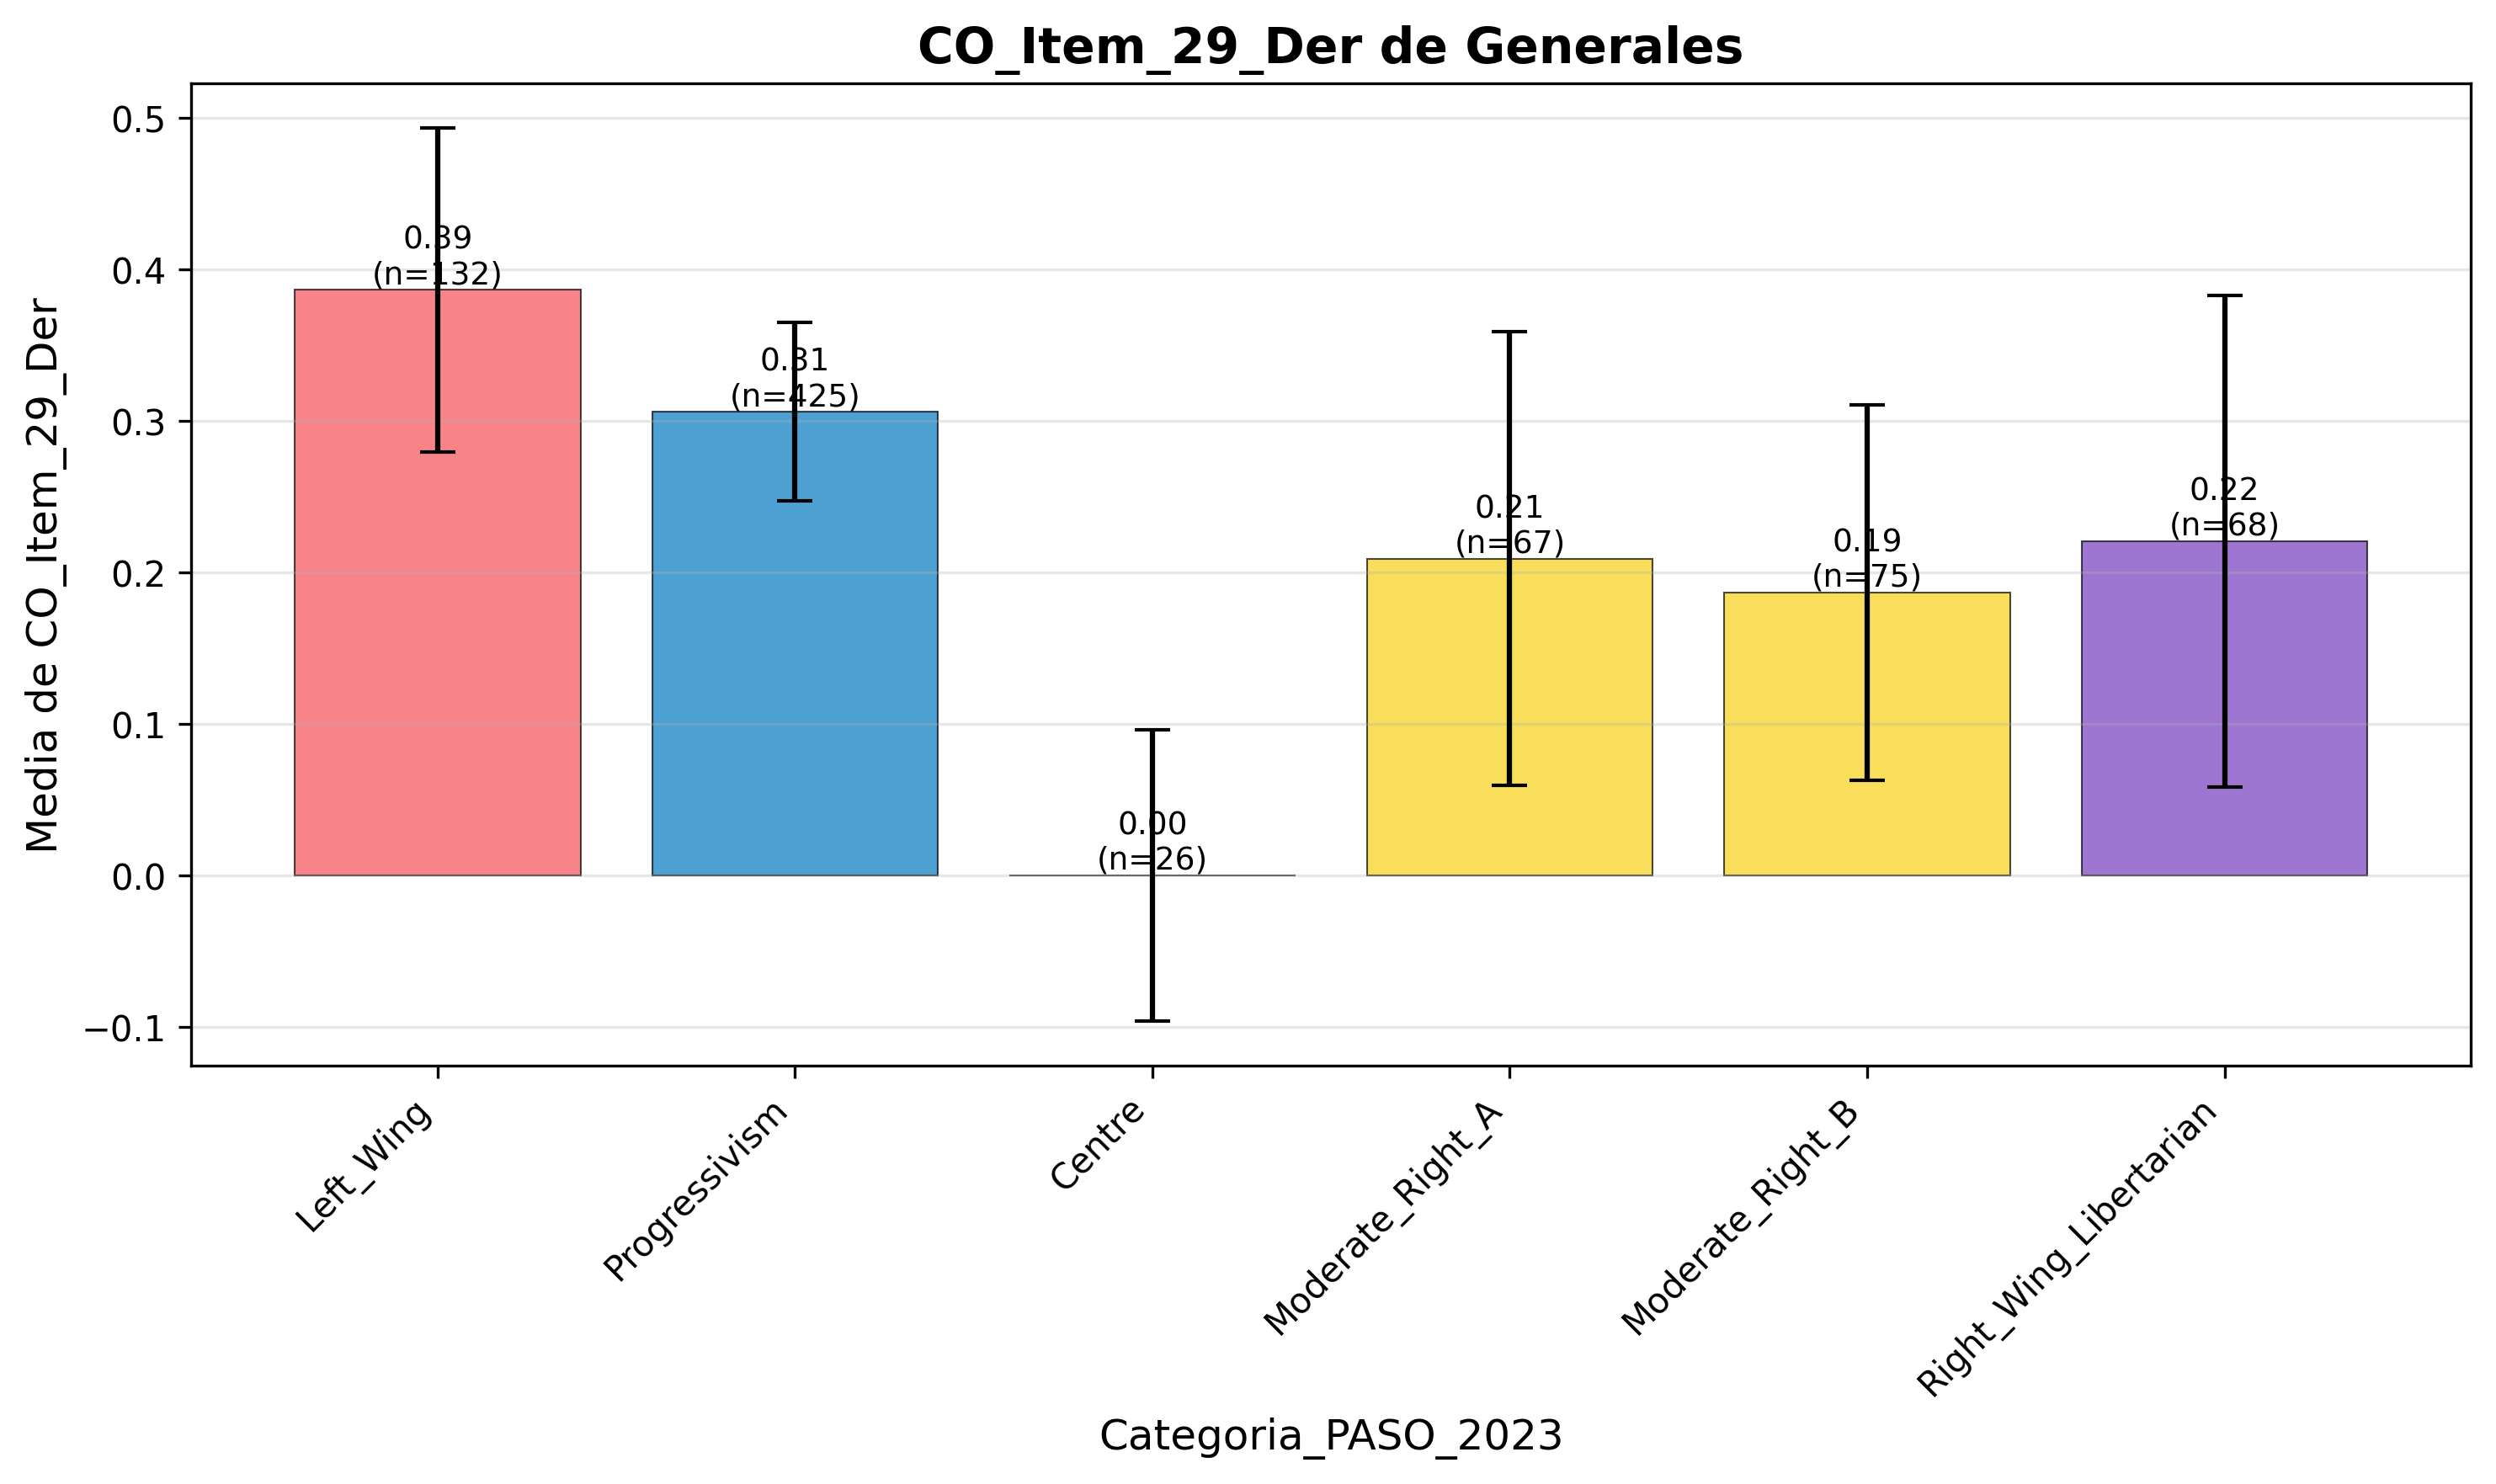 CO_Item_29_Der de Generales
Media de CO_Item_29_Der
0.5
0.4
0.3
0.2
0.1
0.0
−0.1
0.39
(n=132)
0.31
(n=425)
0.00
(n=26)
0.21
(n=67)
0.19
(n=75)
0.22
(n=68)
Left_Wing
Progressivism
Centre
Moderate_Right_A
Moderate_Right_B
Right_Wing_Libertarian
Categoria_PASO_2023